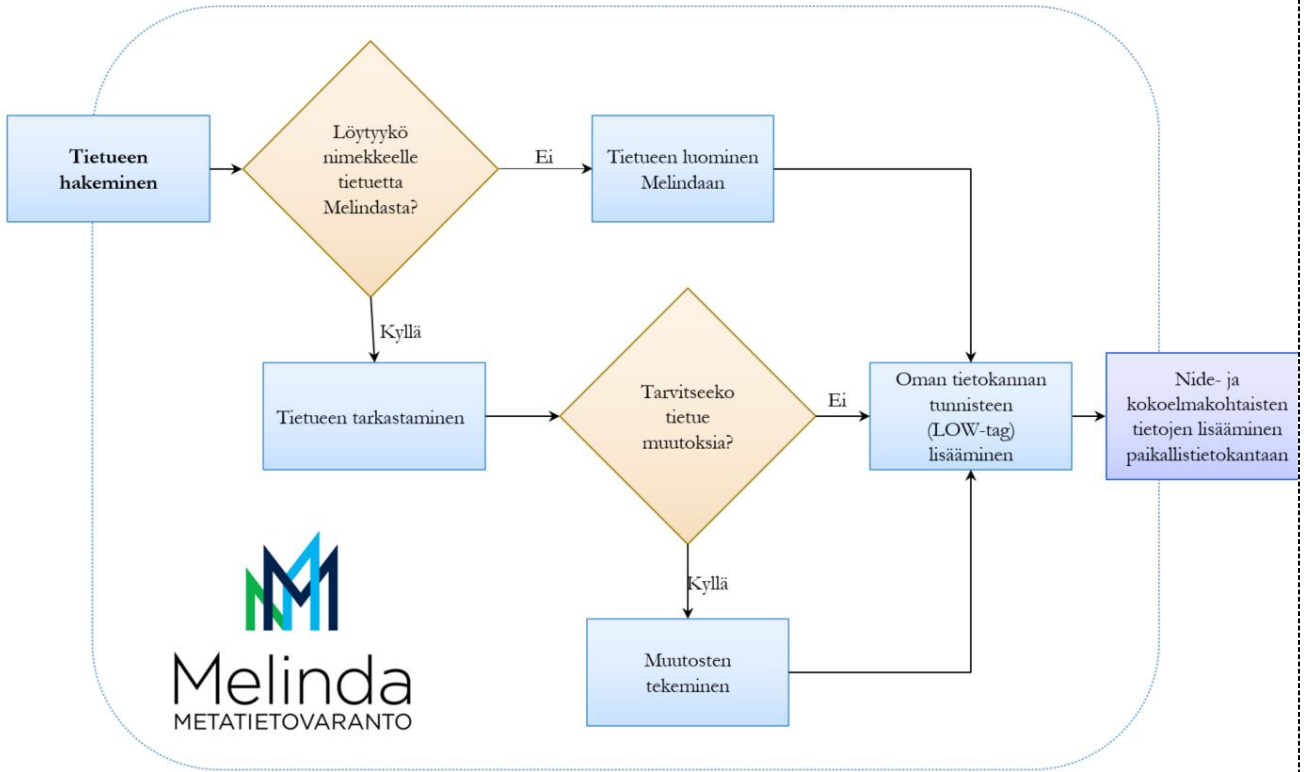 Tietueen
hakeminen
Löytyykö
nimekkeelle
tietuetta
Melindasta?
Ei
Tietueen luominen
Melindaan
Kyllä
Tietueen tarkastaminen
Tarvitseeko
tietue
muutoksia?
Ei
Oman tietokannan
tunnisteen
(LOW-tag)
lisääminen
Nide- ja
kokoelmakohtaisten
tietojen lisääminen
paikallistietokantaan
Kyllä
Muutosten
tekeminen
Melinda
METATIETOVARANTO